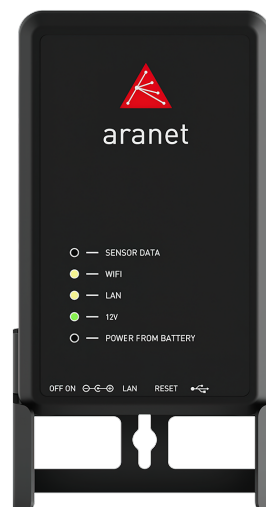 aranet
SENSOR DATA
WIFI
LAN
12V
POWER FROM BATTERY
OFF ON LAN RESET